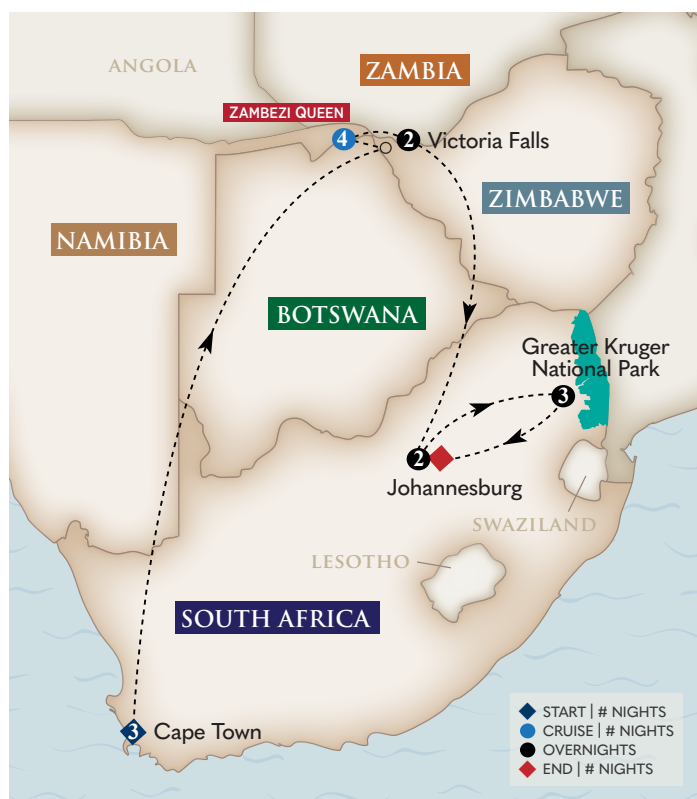 ANGOLA
ZAMBIA
ZAMBEZI QUEEN
4
2
Victoria Falls
ZIMBABWE
NAMIBIA
BOTSWANA
Greater Kruger
National Park
3
2
Johannesburg
SWAZILAND
LESOTHO
SOUTH AFRICA
3
Cape Town
START | # NIGHTS
CRUISE | # NIGHTS
OVERNIGHTS
END | # NIGHTS